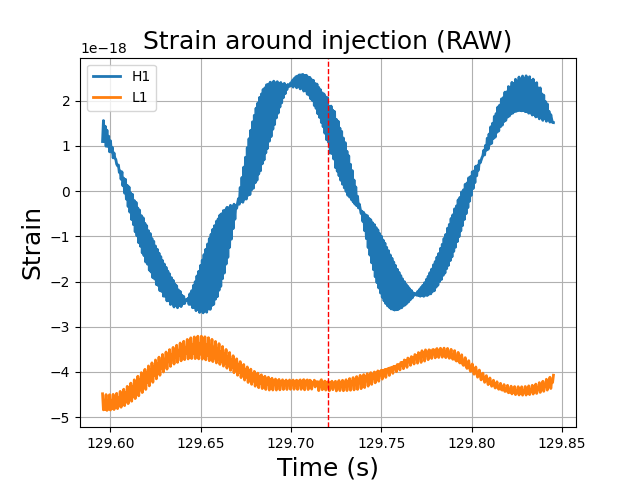 Strain around injection (RAW)
1e−18
H1
L1
2
1
0
−1
−2
−3
−4
−5
Strain
129.60 129.65 129.70 129.75 129.80 129.85
Time (s)